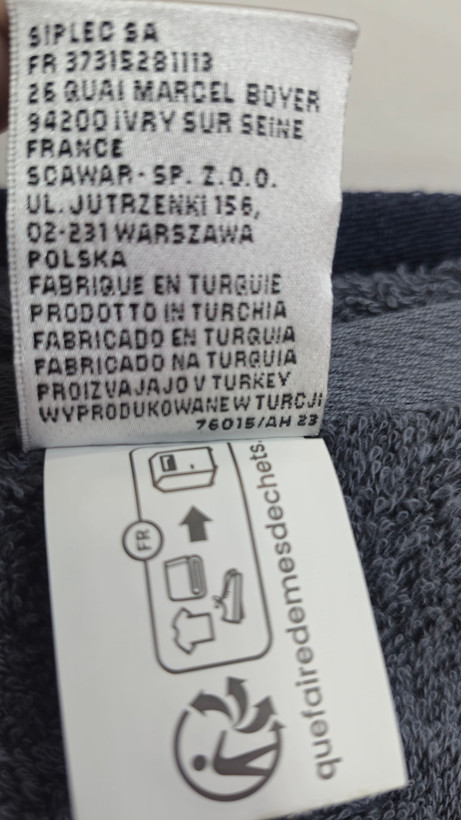 SIPLEC SA
FR 37315281113
26 QUAI MARCEL BOYER
94200 IVRY SUR SEINE
FRANCE
SCAWAR - SP. Z.O.O.
UL. JUTRZENKI 156,
02-231 WARSZAWA
POLSKA
FABRIQUE EN TURQUIE
PRODOTTO IN TURCHIA
FABRICADO EN TURQUIA
FABRICADO NA TURQUIA
PROIZVAJAJO V TURKEY
WYPRODUKOWANE W TURCJI
76015/AH 23
FR
quefairedemesdechets.